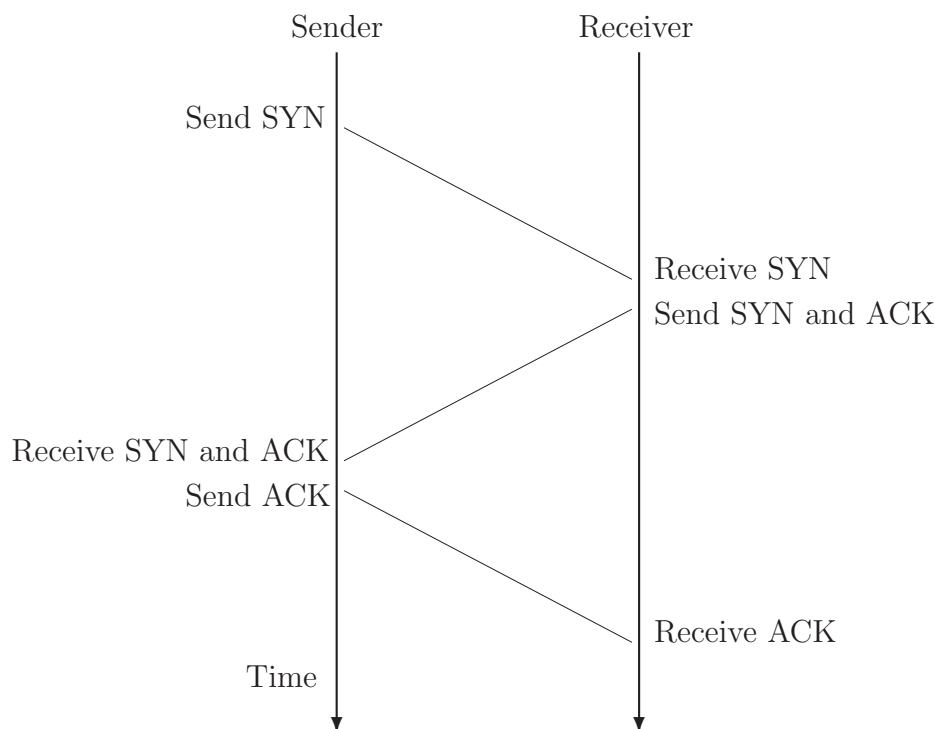 Sender
Receiver
Send SYN
Receive SYN
Send SYN and ACK
Receive SYN and ACK
Send ACK
Receive ACK
Time